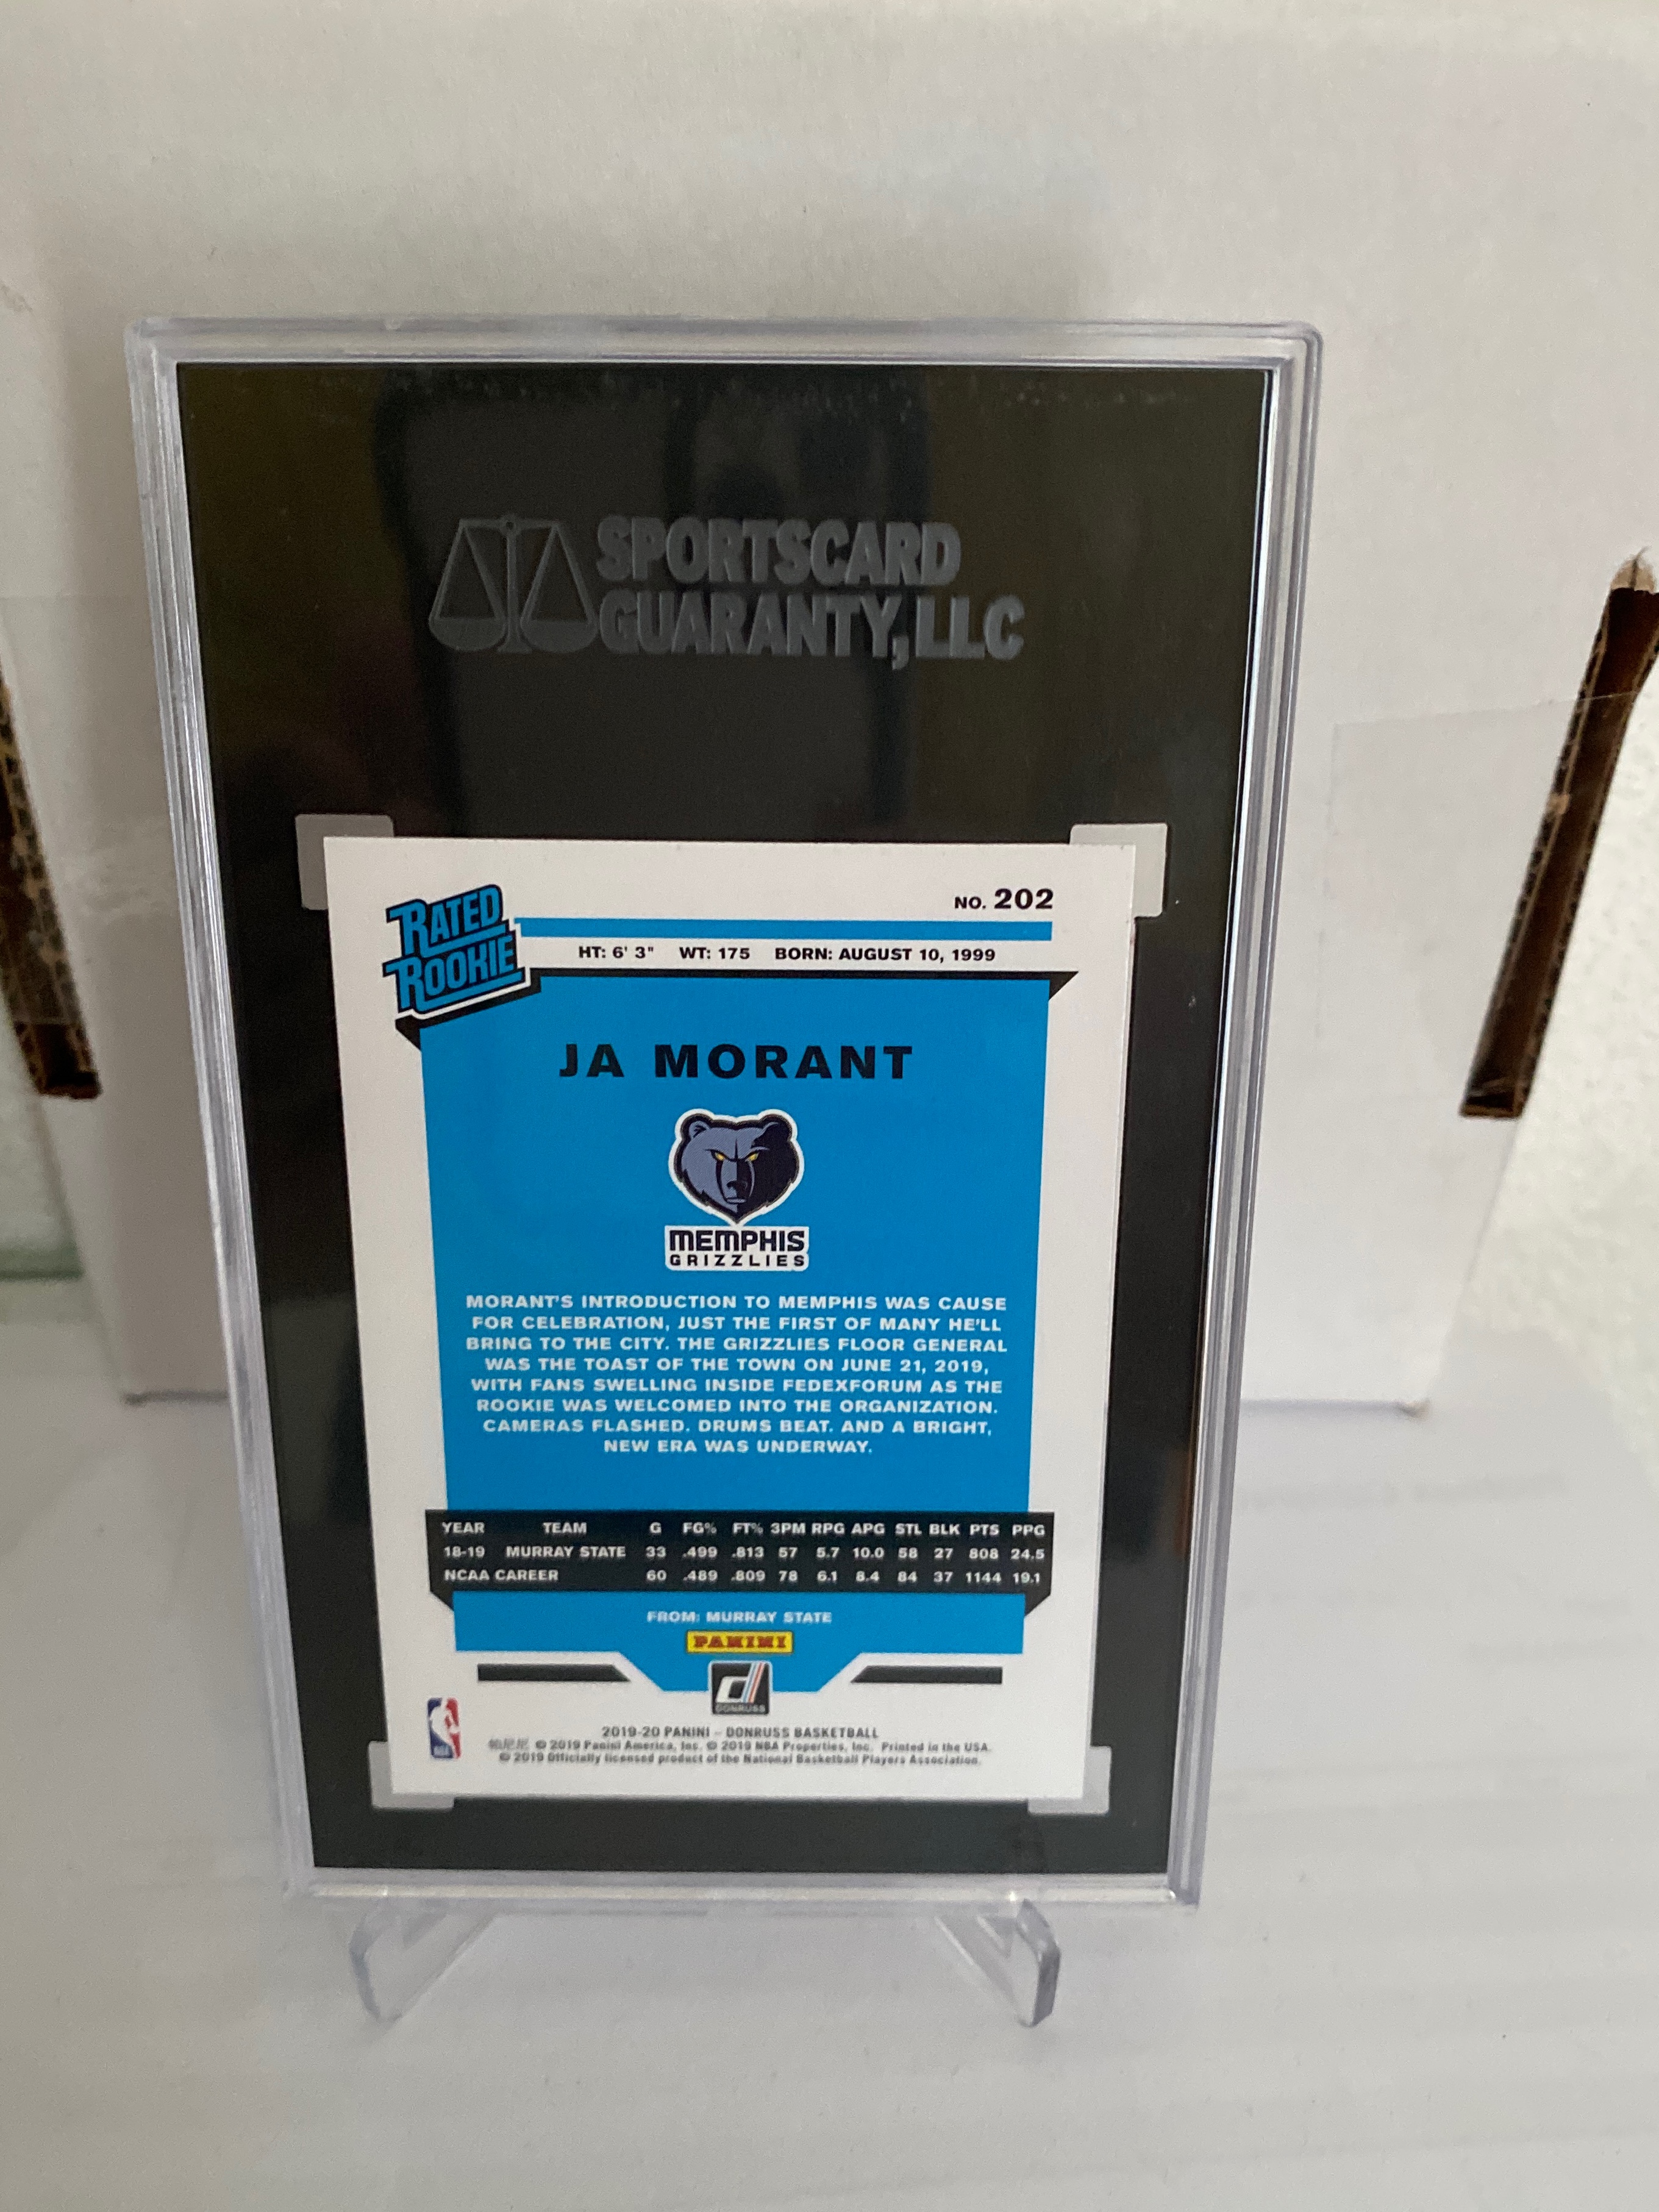 SPORTSCARD
GUARANTY, LLC
RATED
ROOKIE
NO. 202
HT: 6' 3" WT: 175 BORN: AUGUST 10, 1999
JA MORANT
MEMPHIS
GRIZZLIES
MORANT'S INTRODUCTION TO MEMPHIS WAS CAUSE
FOR CELEBRATION, JUST THE FIRST OF MANY HE'LL
BRING TO THE CITY. THE GRIZZLIES FLOOR GENERAL
WAS THE TOAST OF THE TOWN ON JUNE 21, 2019,
WITH FANS SWELLING INSIDE FEDEXFORUM AS THE
ROOKIE WAS WELCOMED INTO THE ORGANIZATION.
CAMERAS FLASHED. DRUMS BEAT. AND A BRIGHT,
NEW ERA WAS UNDERWAY.
YEAR TEAM G FG% FT% 3PM RPG APG STL BLK PTS PPG
18-19 MURRAY STATE 33 .499 .813 57 5.7 10.0 58 27 808 24.5
NCAA CAREER 60 .489 .809 78 6.1 8.4 84 37 1144 19.1
FROM: MURRAY STATE
PANINI
d
DONRUSS
NBA
2019-20 PANINI – DONRUSS BASKETBALL
© 2019 Panini America, Inc. © 2019 NBA Properties, Inc. Printed in the USA.
© 2019 Officially licensed product of the National Basketball Players Association.